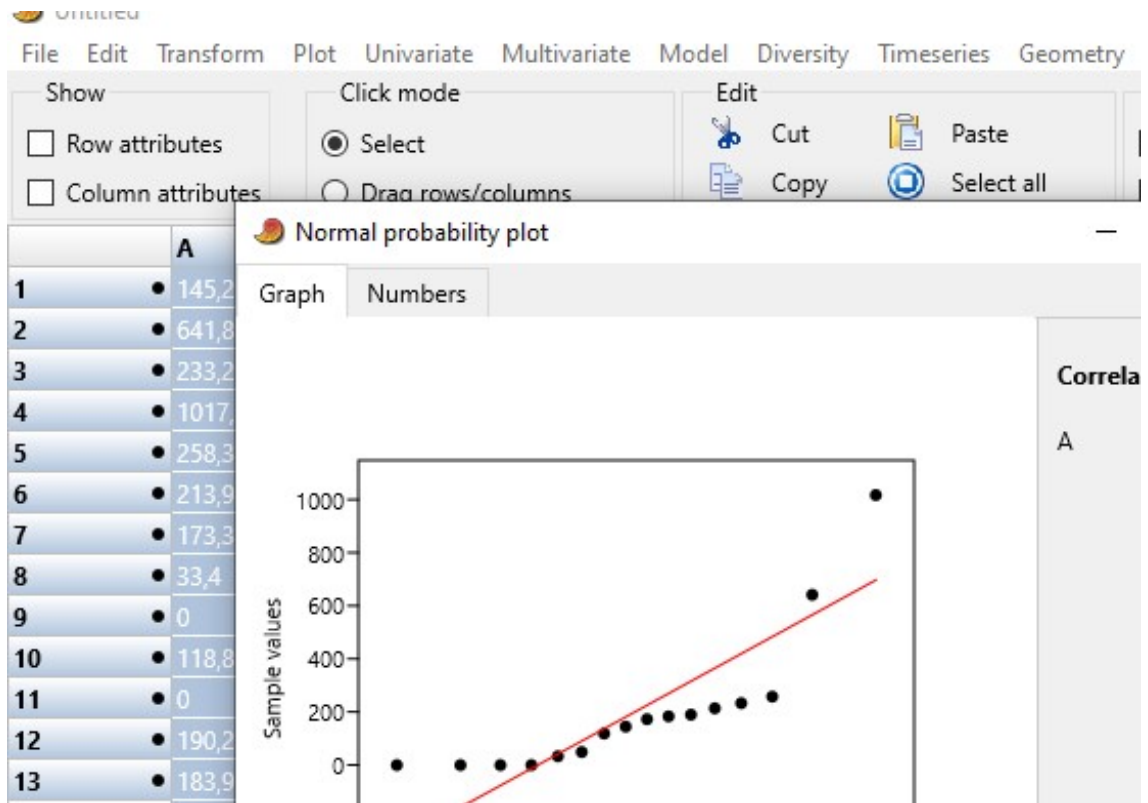 Untitled
File Edit Transform Plot Univariate Multivariate Model Diversity Timeseries Geometry
Show Click mode Edit
Row attributes Select Cut Paste
Column attributes Drag rows/columns Copy Select all
Normal probability plot
A
Graph Numbers
1 145,2
2 641,8
3 233,2
4 1017,
5 258,3
6 213,9
7 173,3
8 33,4
9 0
10 118,8
11 0
12 190,2
13 183,9
Correla
A
1000
800
600
400
200
0
Sample values